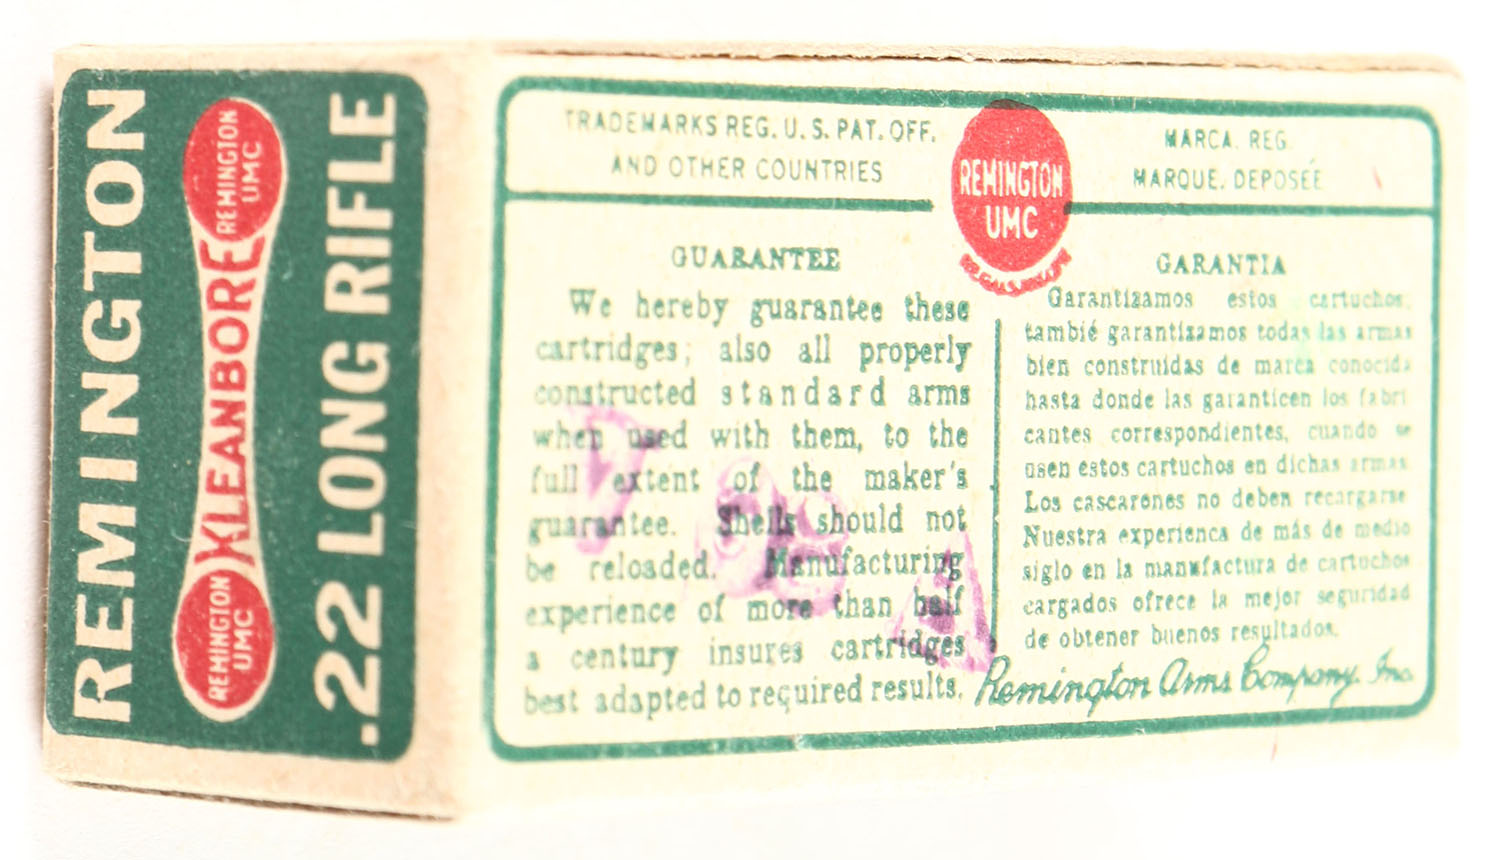 REMINGTON
REMINGTON
UMC
KLEANBORE
REMINGTON
UMC
.22 LONG RIFLE
TRADEMARKS REG. U. S. PAT. OFF.
AND OTHER COUNTRIES
REMINGTON
UMC
MARCA. REG.
MARQUE. DEPOSÉE
GUARANTEE
We hereby guarantee these
cartridges; also all properly
constructed standard arms
when used with them, to the
full extent of the maker's
guarantee. Shells should not
be reloaded. Manufacturing
experience of more than half
a century insures cartridges
best adapted to required results.
GARANTIA
Garantizamos estos cartuchos;
tambié garantizamos todas las armas
bien construidas de marca conocida
hasta donde las garanticen los fabri
cantes correspondientes, cuando se
usen estos cartuchos en dichas armas.
Los cascarones no deben recargarse
Nuestra experienca de más de medio
siglo en la manufactura de cartuchos
cargados ofrece la mejor seguridad
de obtener buenos resultados.
Remington Arms Company, Inc.